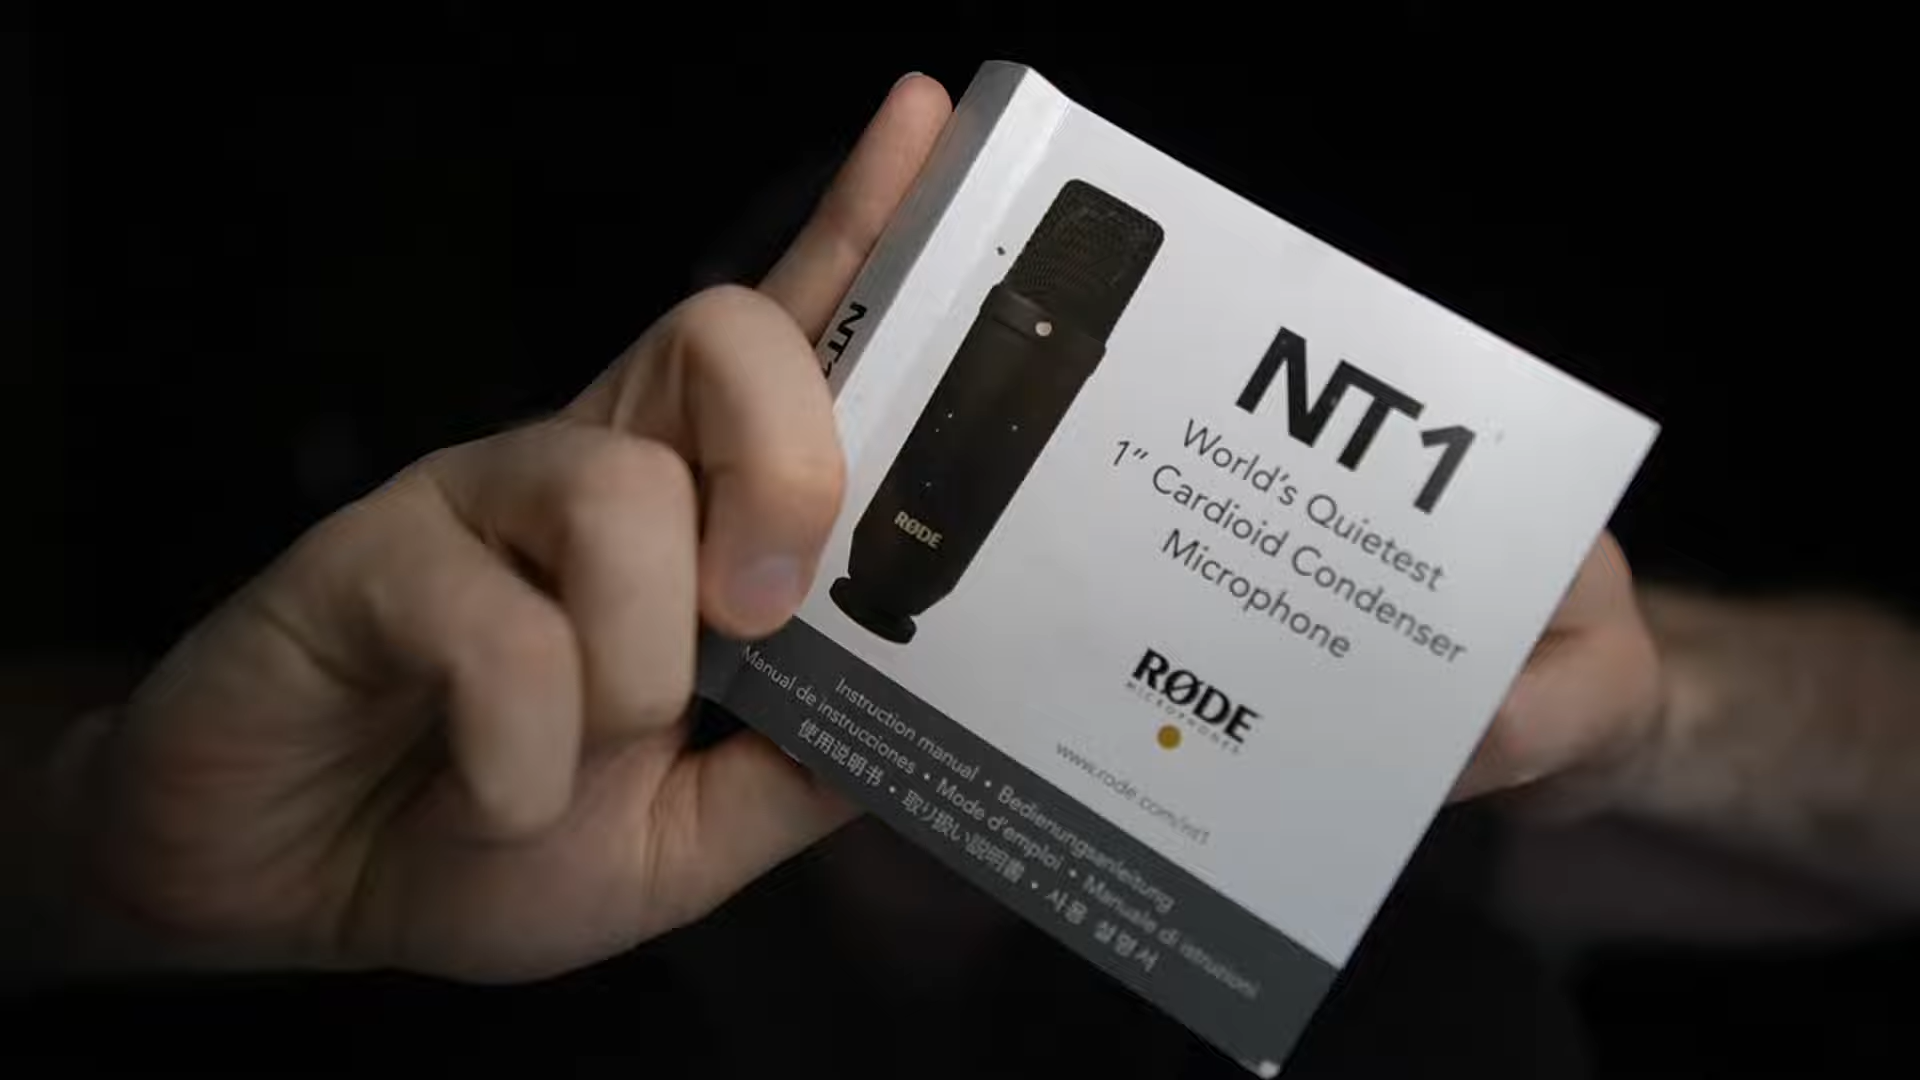 NT1
RØDE
NT1
World's Quietest
1" Cardioid Condenser
Microphone
RØDE
MICROPHONES
www.rode.com/nt1
Instruction manual • Bedienungsanleitung
Manual de instrucciones • Mode d'emploi • Manuale di istruzioni
使用说明书 • 取り扱い説明書 • 사용 설명서